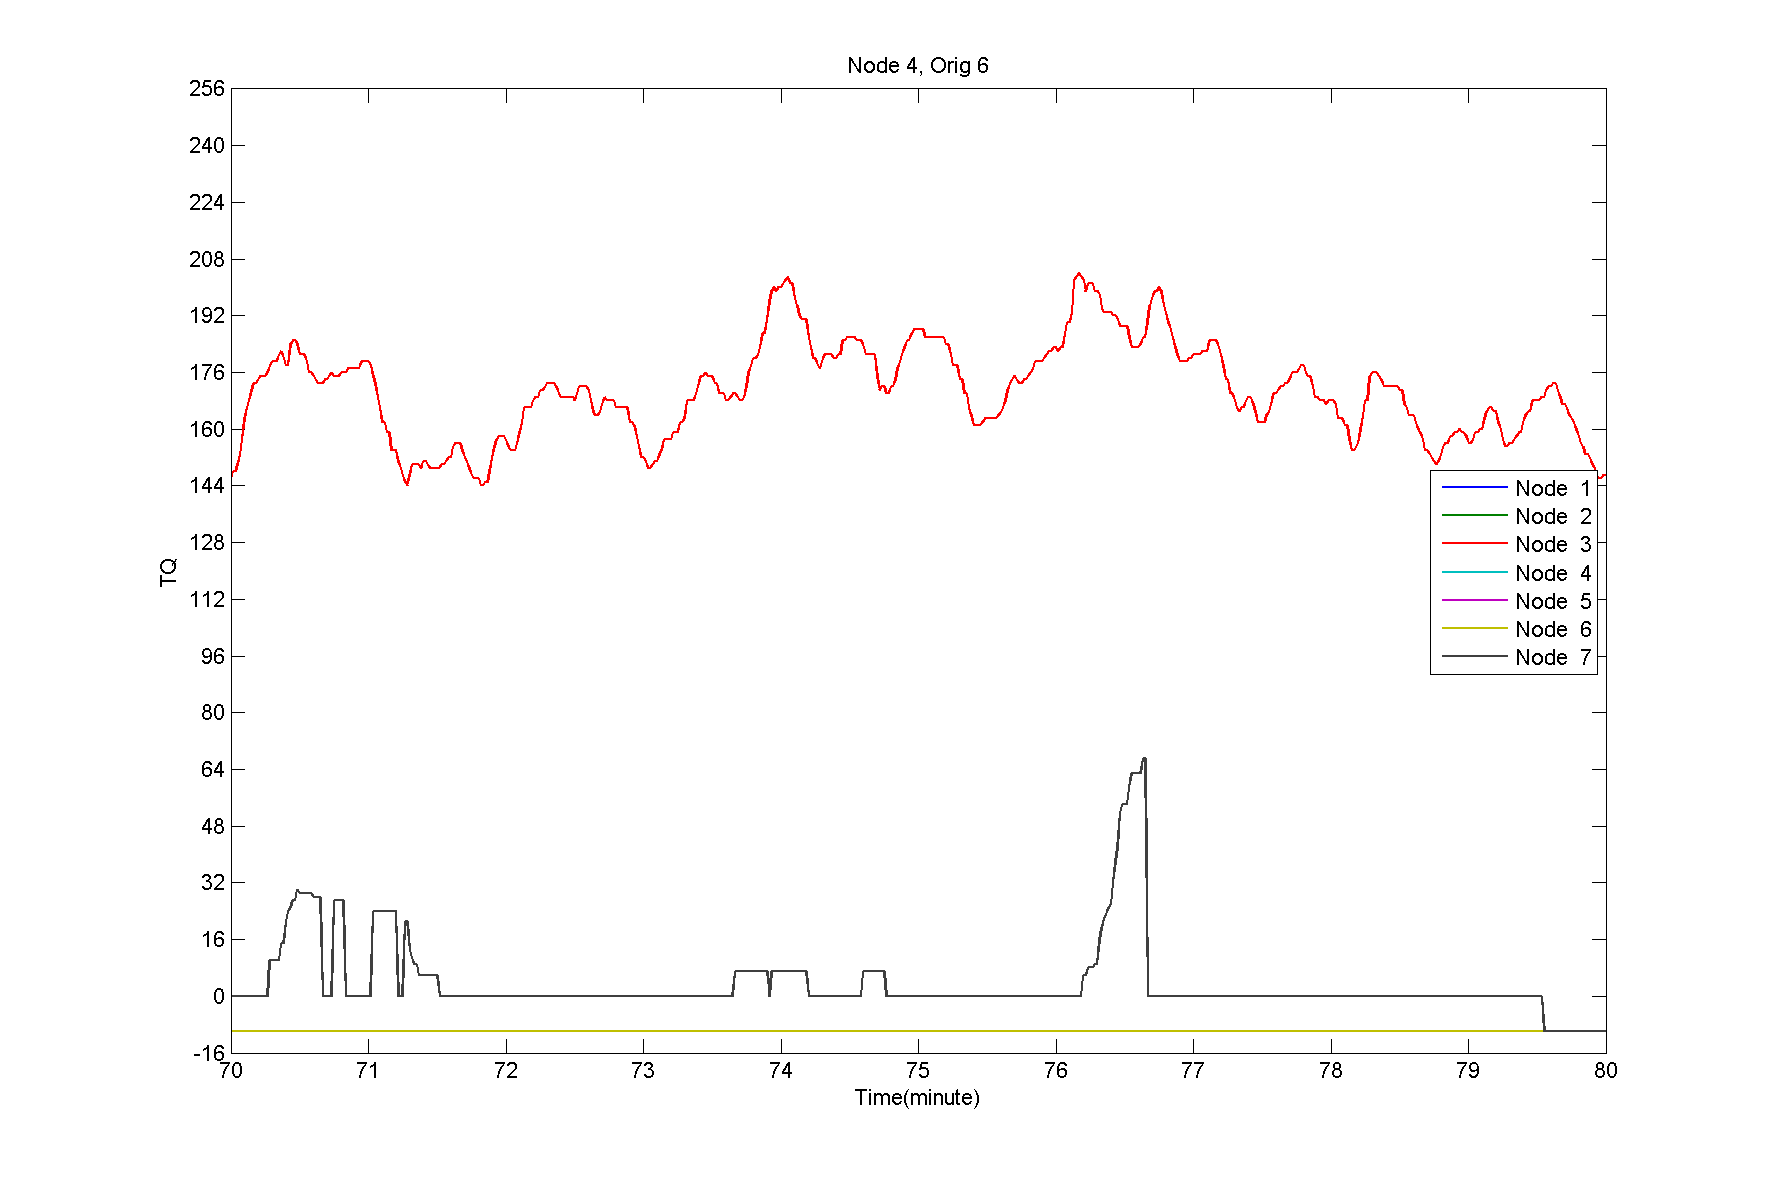 Node 4, Orig 6
256
240
224
208
192
176
160
144
128
112
96
80
64
48
32
16
0
-16
TQ
Node 1
Node 2
Node 3
Node 4
Node 5
Node 6
Node 7
70 71 72 73 74 75 76 77 78 79 80
Time(minute)